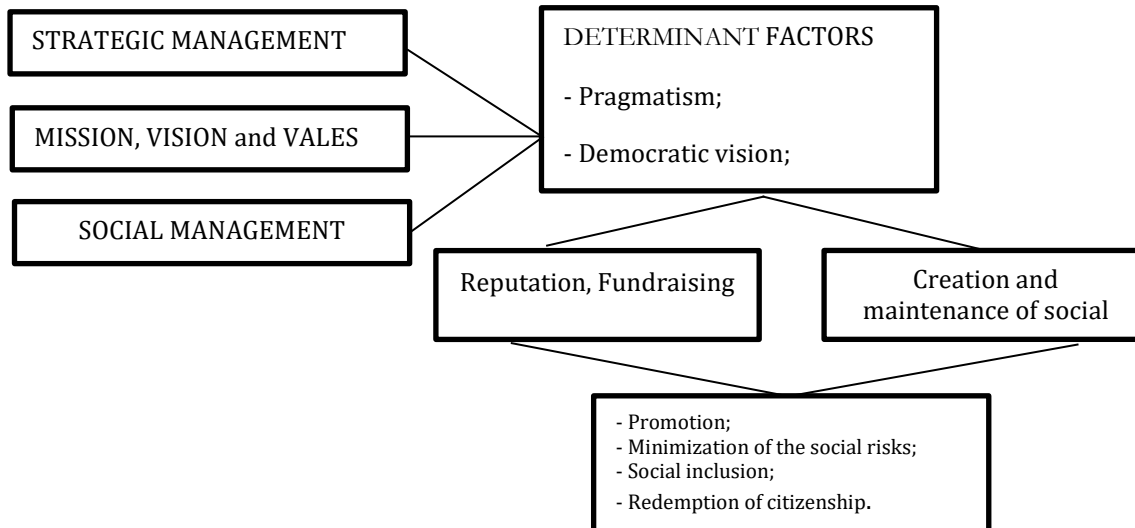 STRATEGIC MANAGEMENT
MISSION, VISION and VALES
SOCIAL MANAGEMENT
DETERMINANT FACTORS
- Pragmatism;
- Democratic vision;
Reputation, Fundraising
Creation and
maintenance of social
- Promotion;
- Minimization of the social risks;
- Social inclusion;
- Redemption of citizenship.